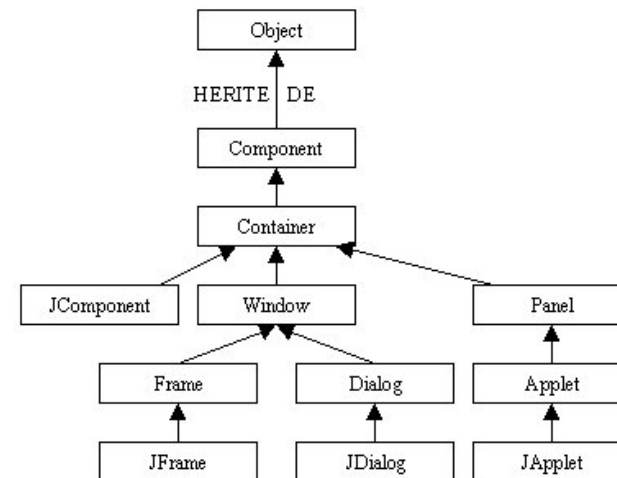 Object
HERITE DE
Component
Container
JComponent Window Panel
Frame Dialog Applet
JFrame JDialog JApplet